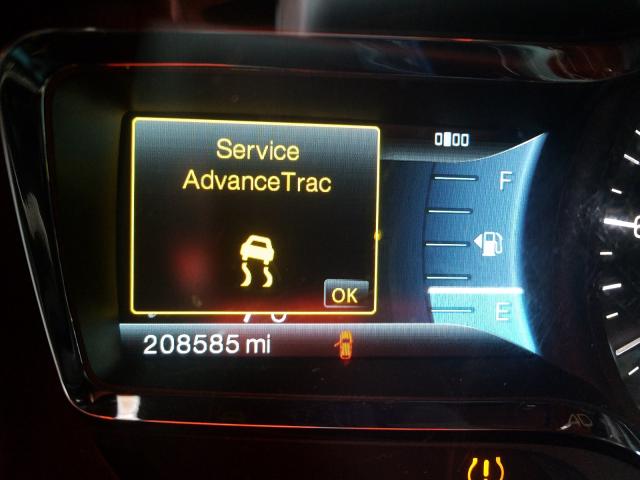 Service
AdvanceTrac
OK
F
E
208585 mi